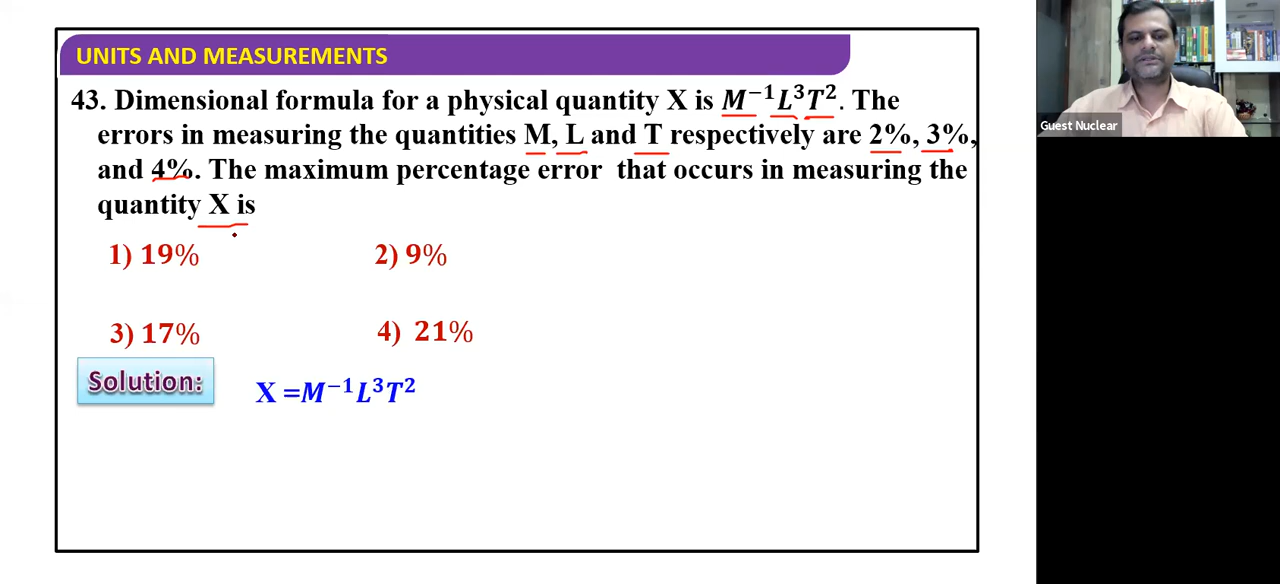 UNITS AND MEASUREMENTS
43. Dimensional formula for a physical quantity X is M⁻¹L³T². The
errors in measuring the quantities M, L and T respectively are 2%, 3%,
and 4%. The maximum percentage error that occurs in measuring the
quantity X is
1) 19% 2) 9%
3) 17% 4) 21%
Solution: X =M⁻¹L³T²
Guest Nuclear